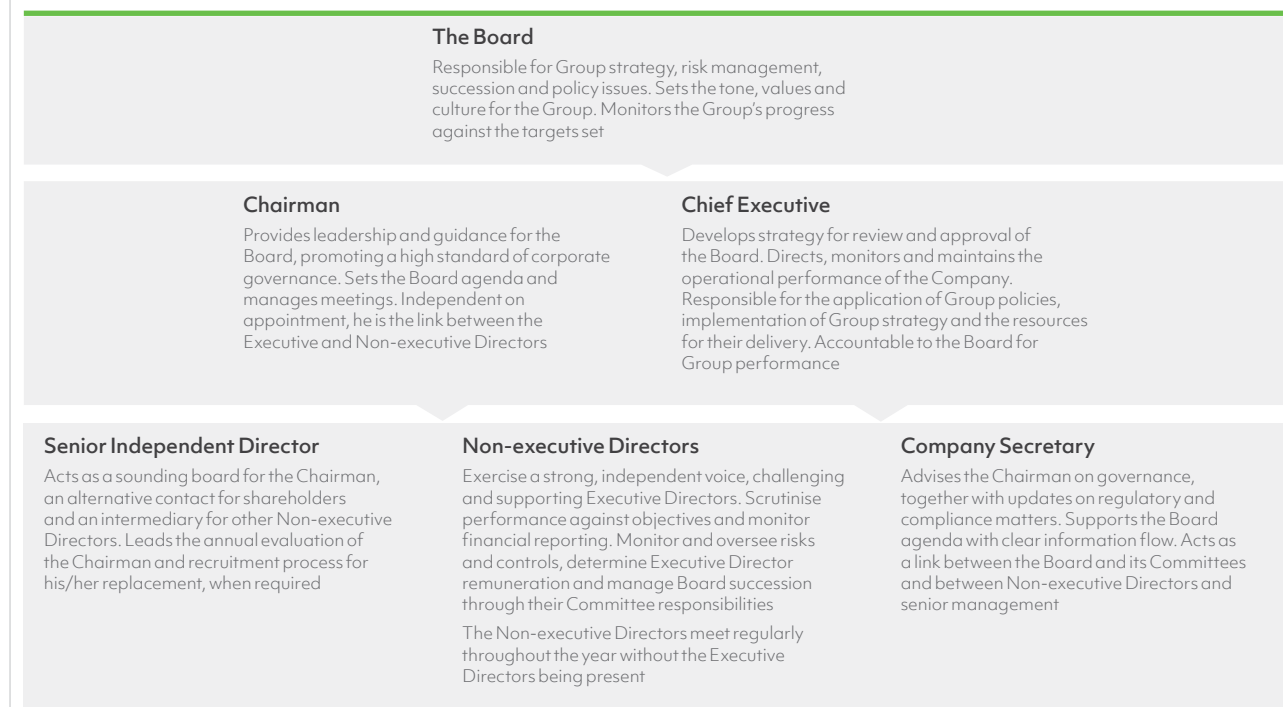 The Board
Responsible for Group strategy, risk management,
succession and policy issues. Sets the tone, values and
culture for the Group. Monitors the Group’s progress
against the targets set
Chairman
Provides leadership and guidance for the
Board, promoting a high standard of corporate
governance. Sets the Board agenda and
manages meetings. Independent on
appointment, he is the link between the
Executive and Non-executive Directors
Chief Executive
Develops strategy for review and approval of
the Board. Directs, monitors and maintains the
operational performance of the Company.
Responsible for the application of Group policies,
implementation of Group strategy and the resources
for their delivery. Accountable to the Board for
Group performance
Senior Independent Director
Acts as a sounding board for the Chairman,
an alternative contact for shareholders
and an intermediary for other Non-executive
Directors. Leads the annual evaluation of
the Chairman and recruitment process for
his/her replacement, when required
Non-executive Directors
Exercise a strong, independent voice, challenging
and supporting Executive Directors. Scrutinise
performance against objectives and monitor
financial reporting. Monitor and oversee risks
and controls, determine Executive Director
remuneration and manage Board succession
through their Committee responsibilities
The Non-executive Directors meet regularly
throughout the year without the Executive
Directors being present
Company Secretary
Advises the Chairman on governance,
together with updates on regulatory and
compliance matters. Supports the Board
agenda with clear information flow. Acts as
a link between the Board and its Committees
and between Non-executive Directors and
senior management